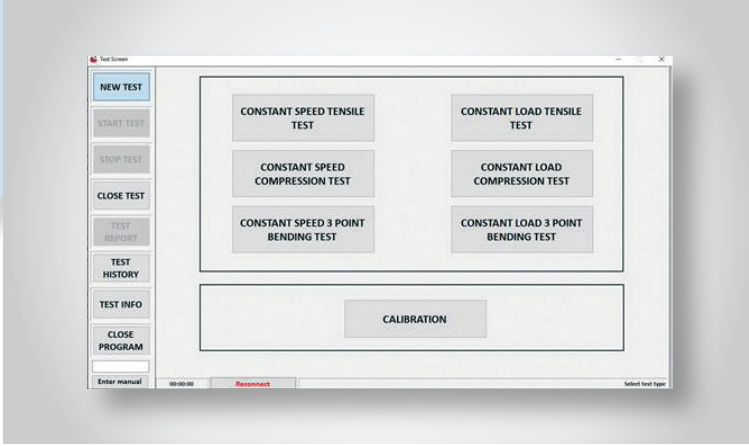 Test Screen
NEW TEST
START TEST
STOP TEST
CLOSE TEST
TEST
REPORT
TEST
HISTORY
TEST INFO
CLOSE
PROGRAM
Enter manual
CONSTANT SPEED TENSILE
TEST
CONSTANT LOAD TENSILE
TEST
CONSTANT SPEED
COMPRESSION TEST
CONSTANT LOAD
COMPRESSION TEST
CONSTANT SPEED 3 POINT
BENDING TEST
CONSTANT LOAD 3 POINT
BENDING TEST
CALIBRATION
00:00:00
Reconnect
Select test type